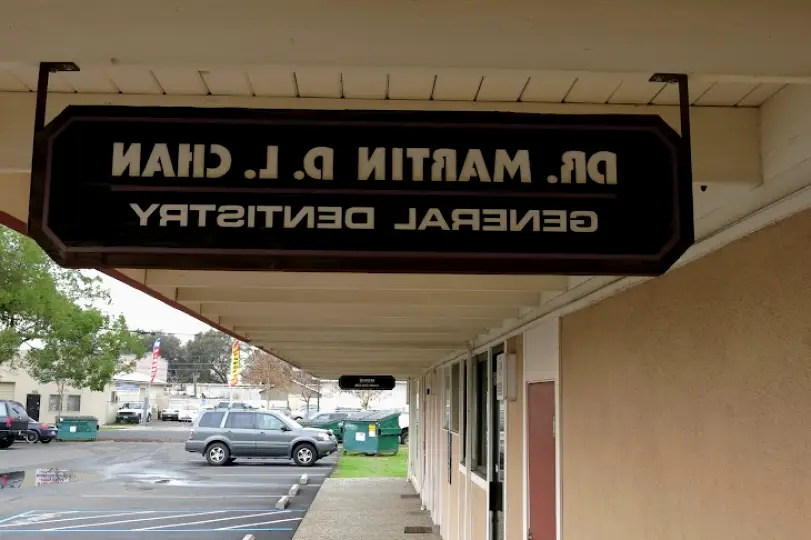 DR. MARTIN D. L. CHAN
GENERAL DENTISTRY